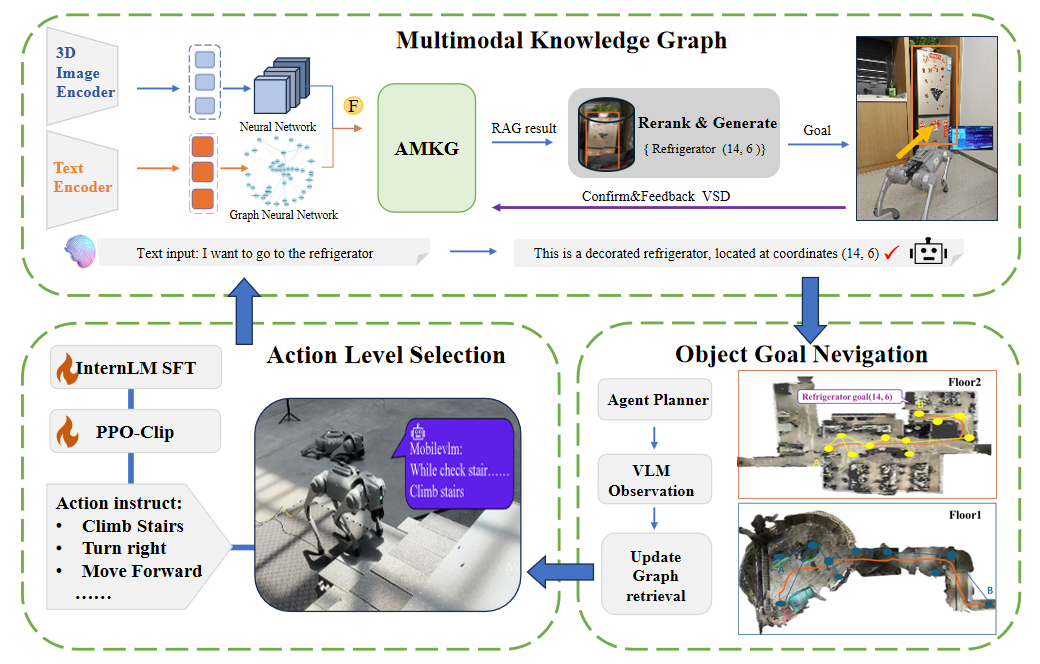 Multimodal Knowledge Graph
3D
Image
Encoder
Text
Encoder
Neural Network
Graph Neural Network
F
AMKG
RAG result
Rerank & Generate
{ Refrigerator (14, 6 )}
Goal
Confirm&Feedback VSD
Text input: I want to go to the refrigerator
This is a decorated refrigerator, located at coordinates (14, 6)
Action Level Selection
InternLM SFT
PPO-Clip
Action instruct:
• Climb Stairs
• Turn right
• Move Forward
……
Mobilevlm:
While check stair……
Climb stairs
Object Goal Nevigation
Agent Planner
VLM
Observation
Update
Graph
retrieval
Floor2
Refrigerator goal(14, 6)
B
A
Floor1
A
B